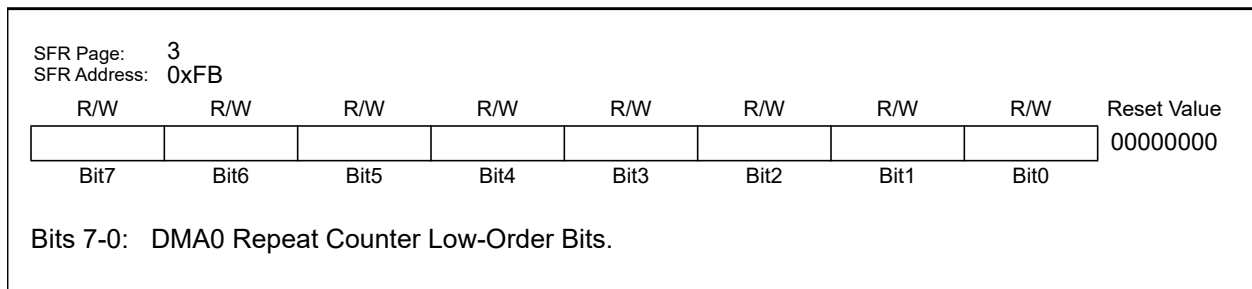 SFR Page: 3
SFR Address: 0xFB
R/W R/W R/W R/W R/W R/W R/W R/W Reset Value
00000000
Bit7 Bit6 Bit5 Bit4 Bit3 Bit2 Bit1 Bit0
Bits 7-0: DMA0 Repeat Counter Low-Order Bits.